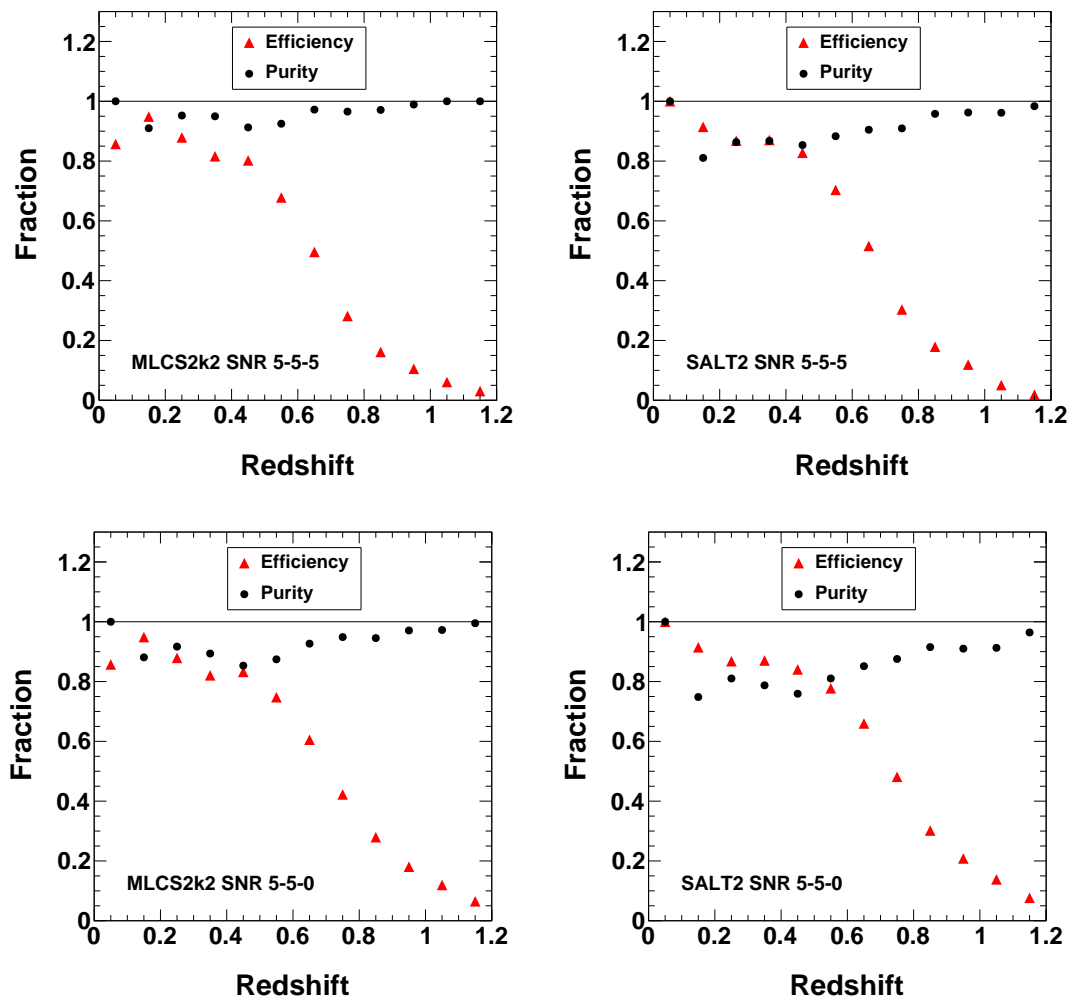 1.2
1
0.8
0.6
0.4
0.2
0
Efficiency
Purity
Fraction
MLCS2k2 SNR 5-5-5
0 0.2 0.4 0.6 0.8 1 1.2
Redshift
1.2
1
0.8
0.6
0.4
0.2
0
Efficiency
Purity
Fraction
SALT2 SNR 5-5-5
0 0.2 0.4 0.6 0.8 1 1.2
Redshift
1.2
1
0.8
0.6
0.4
0.2
0
Efficiency
Purity
Fraction
MLCS2k2 SNR 5-5-0
0 0.2 0.4 0.6 0.8 1 1.2
Redshift
1.2
1
0.8
0.6
0.4
0.2
0
Efficiency
Purity
Fraction
SALT2 SNR 5-5-0
0 0.2 0.4 0.6 0.8 1 1.2
Redshift